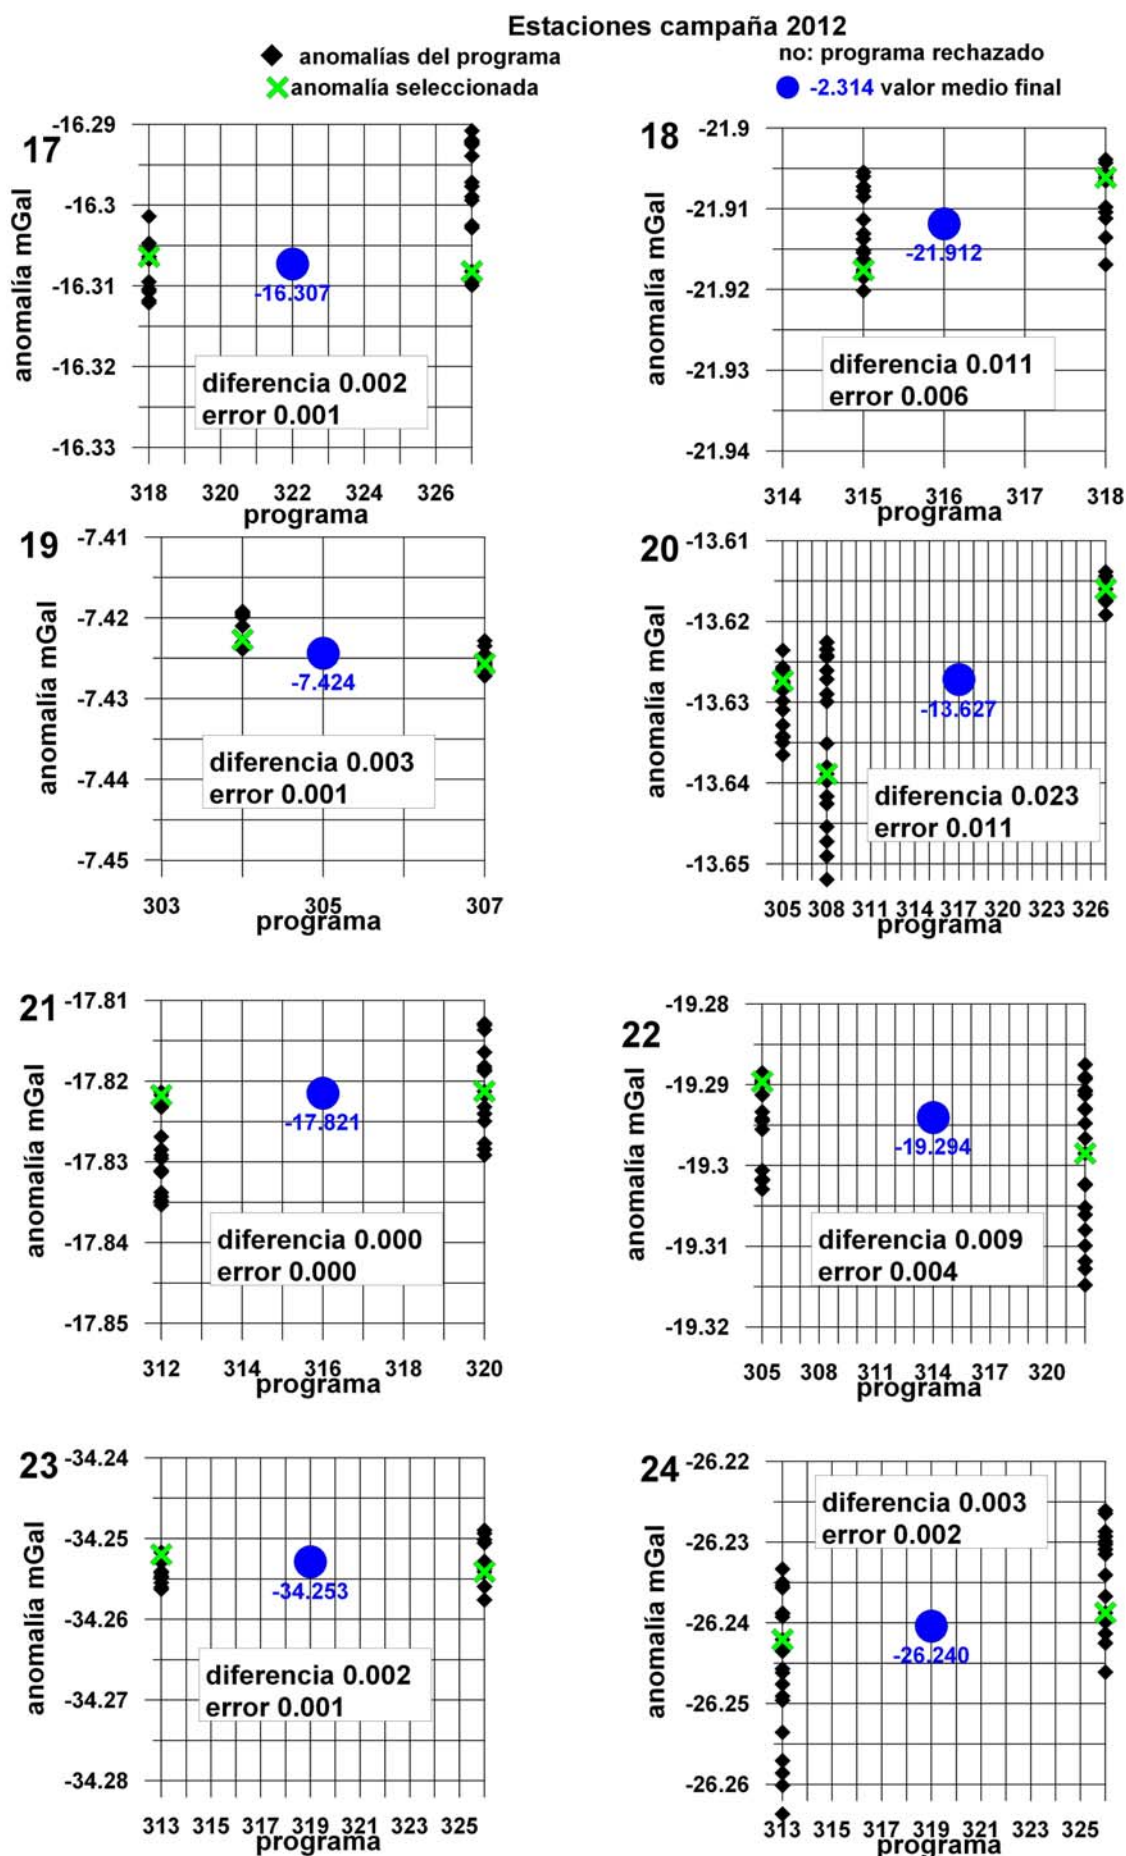 Estaciones campaña 2012
anomalías del programa
no: programa rechazado
anomalía seleccionada
-2.314 valor medio final
17
anomalía mGal
-16.29
-16.3
-16.31
-16.32
-16.33
-16.307
diferencia 0.002
error 0.001
318 320 322 324 326
programa
18
anomalía mGal
-21.9
-21.91
-21.92
-21.93
-21.94
-21.912
diferencia 0.011
error 0.006
314 315 316 317 318
programa
19
anomalía mGal
-7.41
-7.42
-7.43
-7.44
-7.45
-7.424
diferencia 0.003
error 0.001
303 305 307
programa
20
anomalía mGal
-13.61
-13.62
-13.63
-13.64
-13.65
-13.627
diferencia 0.023
error 0.011
305 308 311 314 317 320 323 326
programa
21
anomalía mGal
-17.81
-17.82
-17.83
-17.84
-17.85
-17.821
diferencia 0.000
error 0.000
312 314 316 318 320
programa
22
anomalía mGal
-19.28
-19.29
-19.3
-19.31
-19.32
-19.294
diferencia 0.009
error 0.004
305 308 311 314 317 320
programa
23
anomalía mGal
-34.24
-34.25
-34.26
-34.27
-34.28
-34.253
diferencia 0.002
error 0.001
313 315 317 319 321 323 325
programa
24
anomalía mGal
-26.22
-26.23
-26.24
-26.25
-26.26
diferencia 0.003
error 0.002
-26.240
313 315 317 319 321 323 325
programa